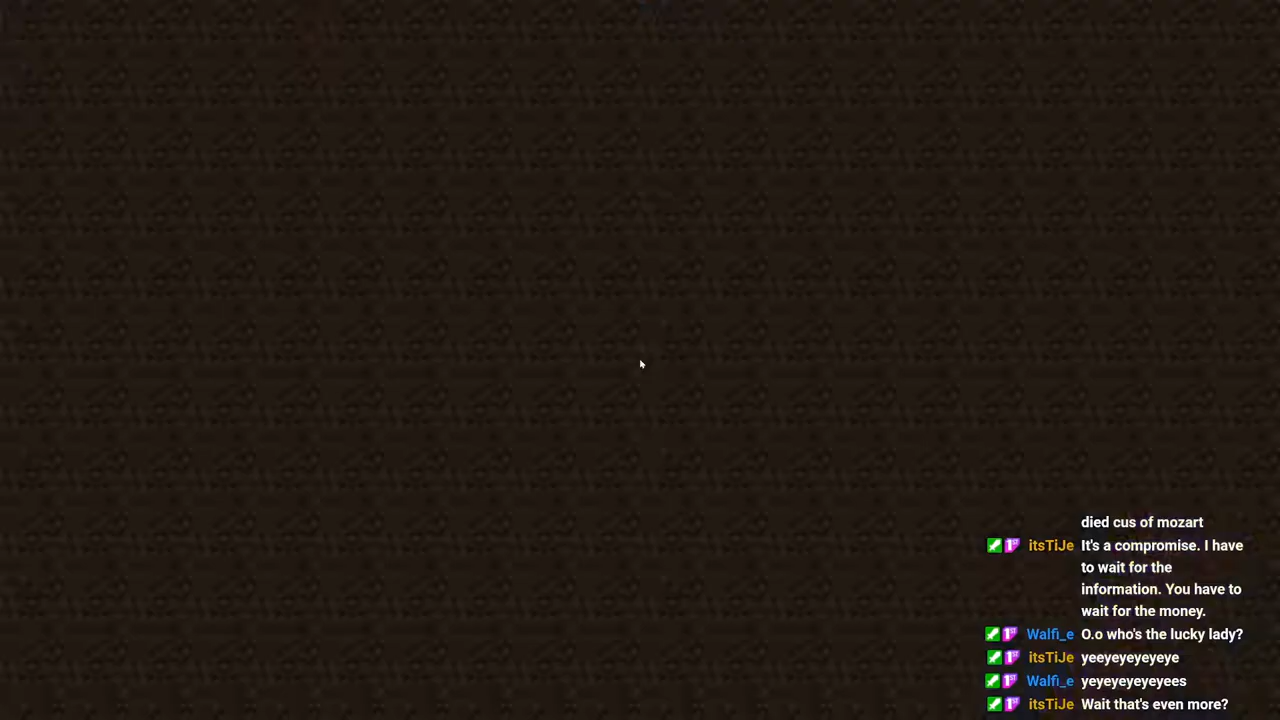 died cus of mozart
itsTiJe It's a compromise. I have
to wait for the
information. You have to
wait for the money.
Walfi_e O.o who's the lucky lady?
itsTiJe yeeyeyeyeyeye
Walfi_e yeyeyeyeyeyees
itsTiJe Wait that's even more?